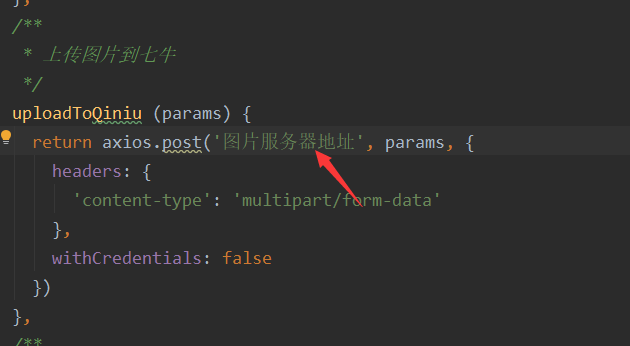 },
/**
* 上传图片到七牛
*/
uploadToQiniu (params) {
return axios.post('图片服务器地址', params, {
headers: {
'content-type': 'multipart/form-data'
},
withCredentials: false
})
},
/**